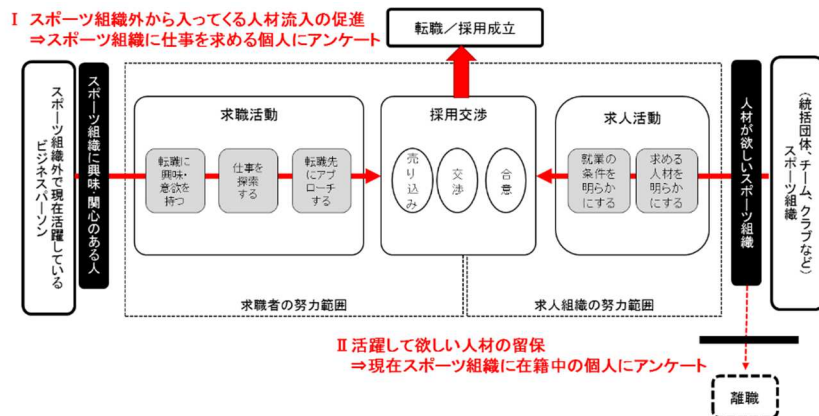 Ⅰ スポーツ組織外から入ってくる人材流入の促進
⇒スポーツ組織に仕事を求める個人にアンケート
転職／採用成立
スポーツ組織外で現在活躍している
ビジネスパーソン
スポーツ組織に興味・関心のある人
求職活動
転職に
興味・
意欲を
持つ
仕事を
探索
する
転職先
にアプ
ローチ
する
採用交渉
売り込み
交渉
合意
求人活動
就業の
条件を
明らか
にする
求める
人材を
明らか
にする
人材が欲しいスポーツ組織
スポーツ組織
（統括団体、チーム、クラブなど）
求職者の努力範囲
求人組織の努力範囲
Ⅱ 活躍して欲しい人材の留保
⇒現在スポーツ組織に在籍中の個人にアンケート
離職